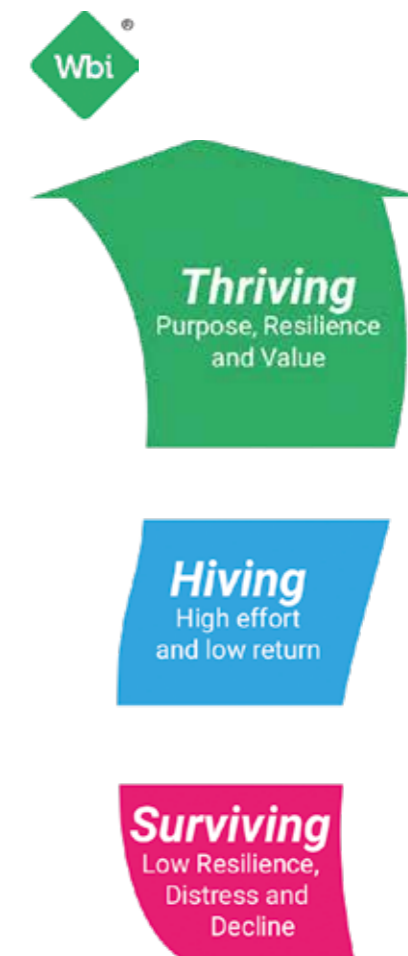 Wbi®
Thriving
Purpose, Resilience
and Value
Hiving
High effort
and low return
Surviving
Low Resilience,
Distress and
Decline